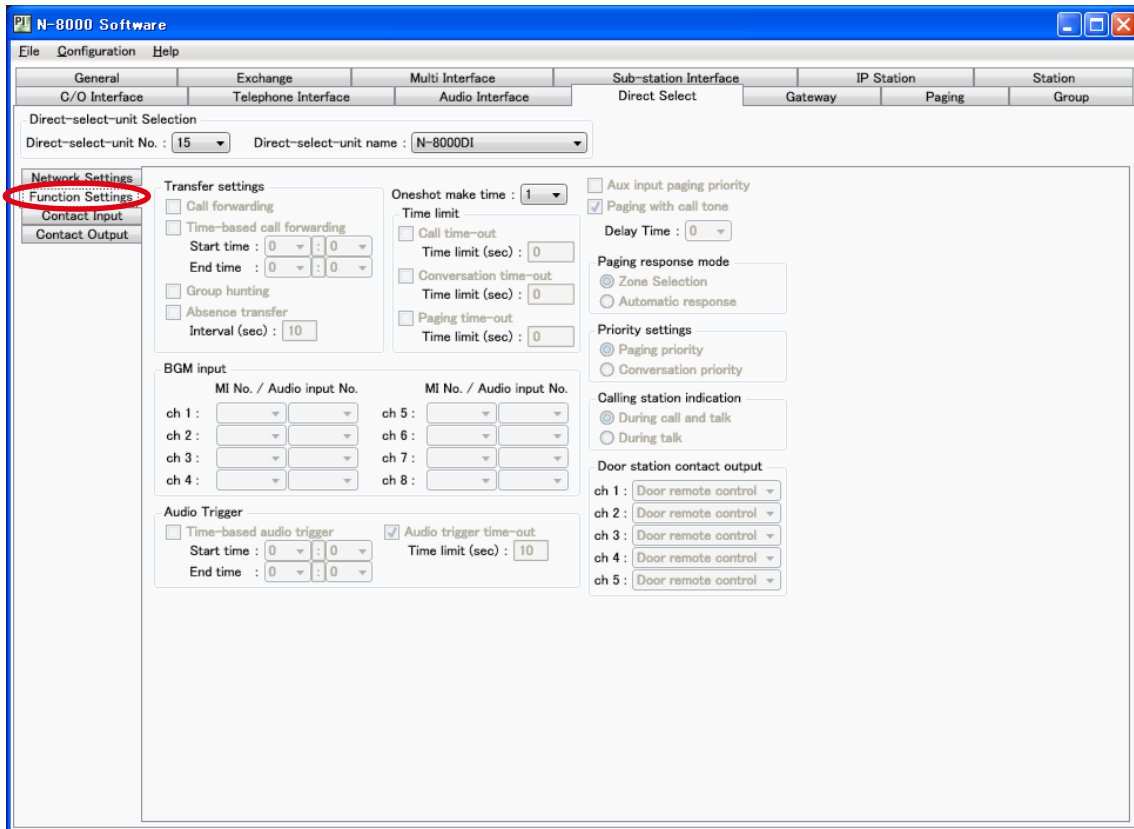 N-8000 Software
File Configuration Help
General Exchange Multi Interface Sub-station Interface IP Station Station
C/O Interface Telephone Interface Audio Interface Direct Select Gateway Paging Group
Direct-select-unit Selection
Direct-select-unit No. : 15 Direct-select-unit name : N-8000DI
Network Settings
Function Settings
Contact Input
Contact Output
Transfer settings
Call forwarding
Time-based call forwarding
Start time : 0 : 0
End time : 0 : 0
Group hunting
Absence transfer
Interval (sec) : 10
Oneshot make time : 1
Time limit
Call time-out
Time limit (sec) : 0
Conversation time-out
Time limit (sec) : 0
Paging time-out
Time limit (sec) : 0
BGM input
MI No. / Audio input No. MI No. / Audio input No.
ch 1 : ch 5 :
ch 2 : ch 6 :
ch 3 : ch 7 :
ch 4 : ch 8 :
Audio Trigger
Time-based audio trigger Audio trigger time-out
Start time : 0 : 0 Time limit (sec) : 10
End time : 0 : 0
Aux input paging priority
Paging with call tone
Delay Time : 0
Paging response mode
Zone Selection
Automatic response
Priority settings
Paging priority
Conversation priority
Calling station indication
During call and talk
During talk
Door station contact output
ch 1 : Door remote control
ch 2 : Door remote control
ch 3 : Door remote control
ch 4 : Door remote control
ch 5 : Door remote control